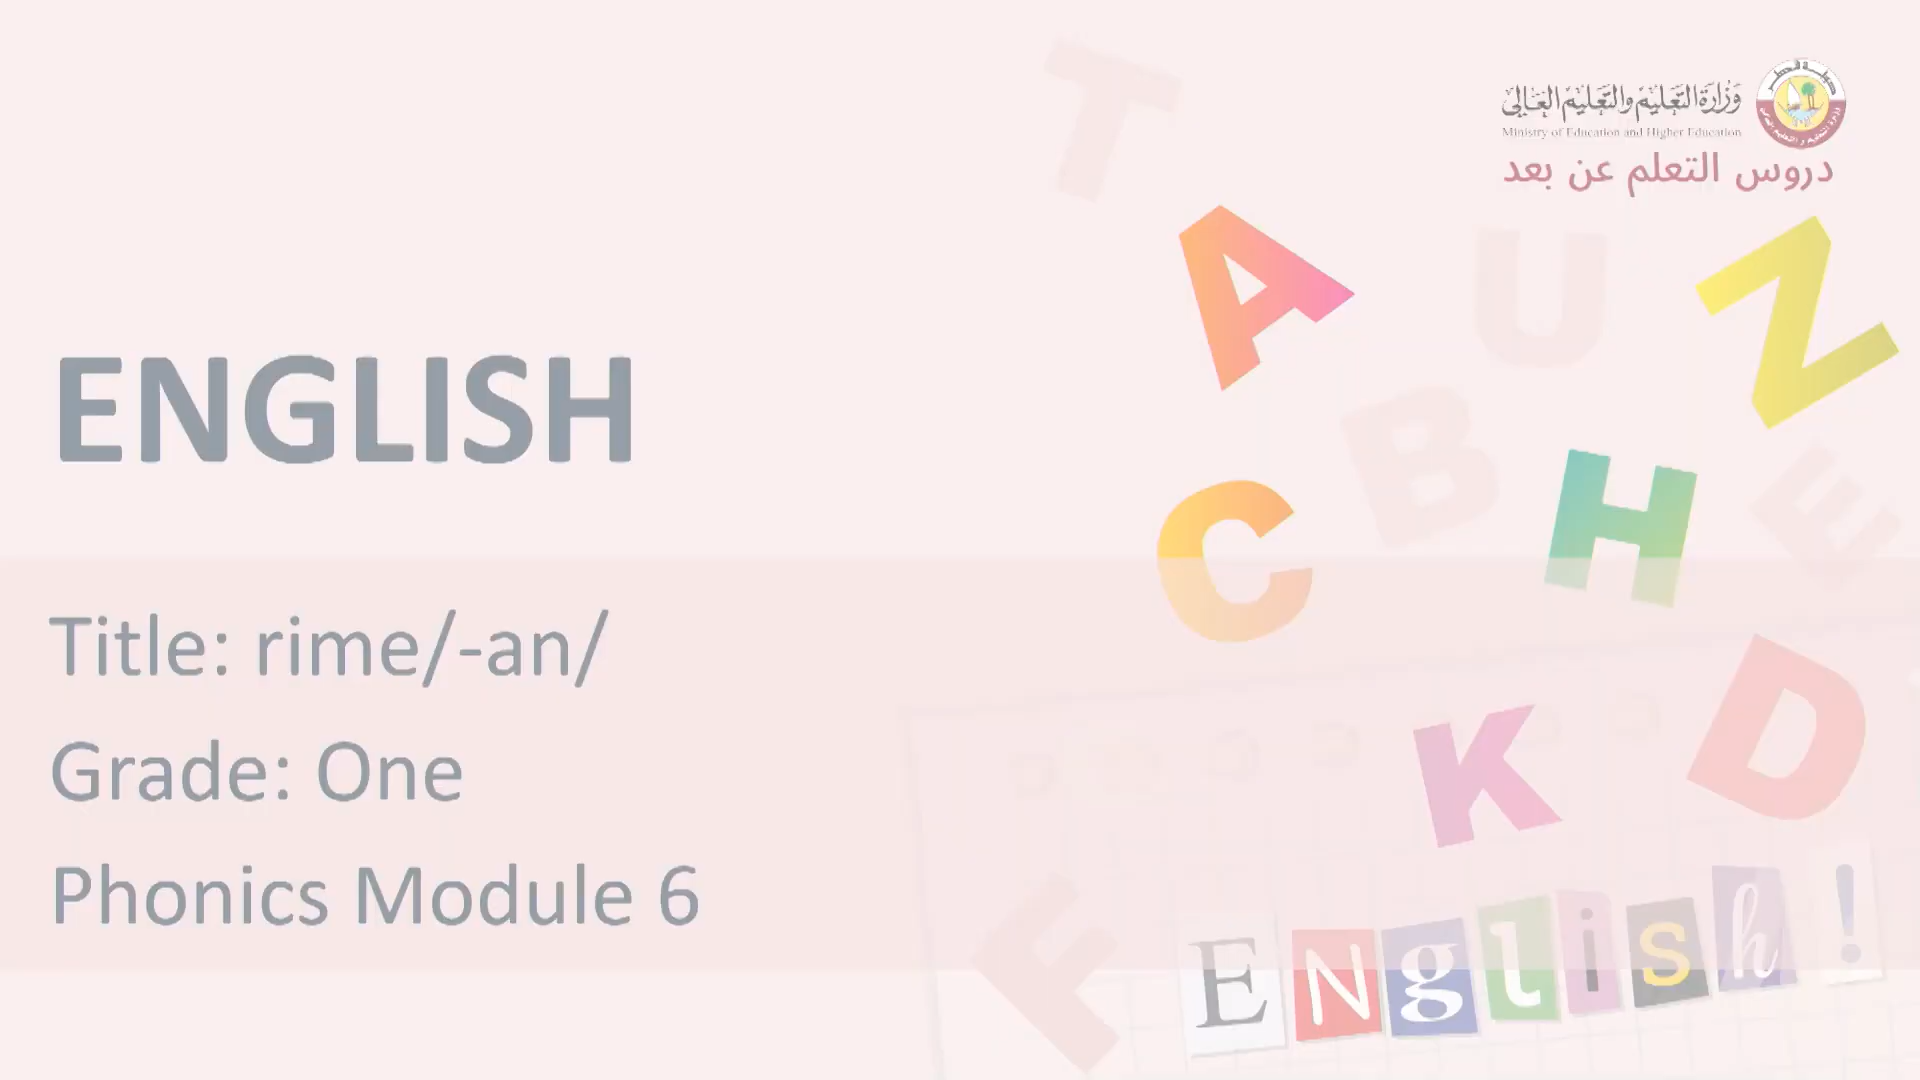 وزارة التعليم والتعليم العالي
Ministry of Education and Higher Education
دروس التعلم عن بعد
T
A
U
Z
B
ENGLISH
C
H
E
Title: rime/-an/
D
K
Grade: One
Phonics Module 6
F
ENglish!